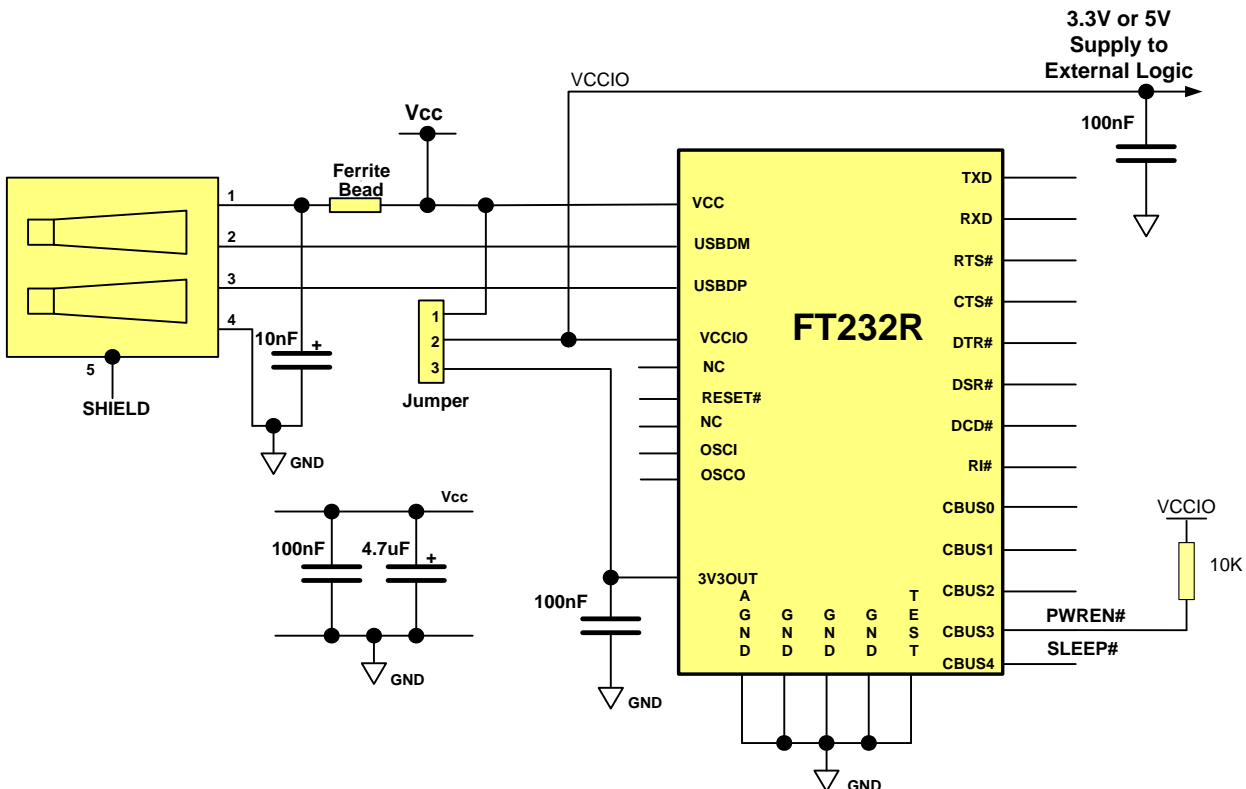 3.3V or 5V
Supply to
External Logic
VCCIO
100nF
Vcc
Ferrite
Bead
1
2
3
4
5
SHIELD
10nF
+
GND
1
2
3
Jumper
VCC
USBDM
USBDP
VCCIO
NC
RESET#
NC
OSCI
OSCO
3V3OUT
FT232R
TXD
RXD
RTS#
CTS#
DTR#
DSR#
DCD#
RI#
CBUS0
CBUS1
CBUS2
CBUS3
CBUS4
AGND
GND
GND
GND
TEST
PWREN#
SLEEP#
VCCIO
10K
Vcc
100nF
4.7uF
+
GND
100nF
GND
GND